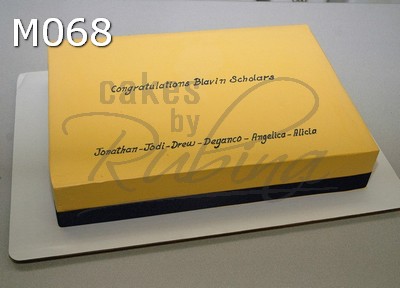 M068
Congratulations Blavin Scholars
cakes
by
Rubina
Jonathan-Jodi-Drew-Deganco-Angelica-Alicia